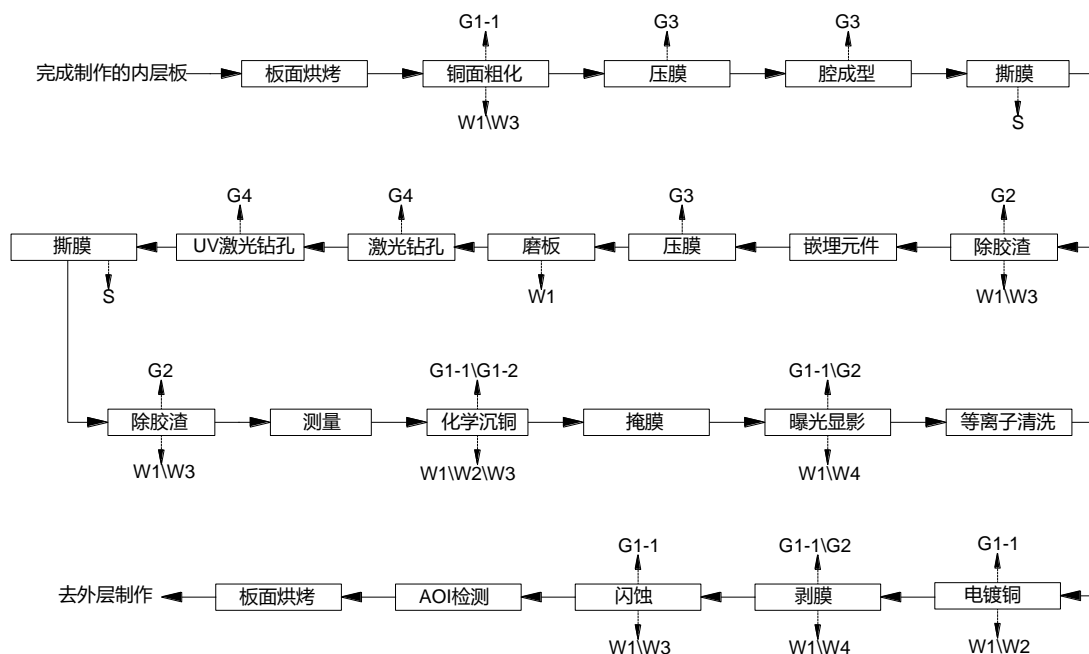 G1-1 G3 G3
完成制作的内层板 板面烘烤 铜面粗化 压膜 腔成型 撕膜
W1\W3 S
G4 G4 G3 G2
撕膜 UV激光钻孔 激光钻孔 磨板 压膜 嵌埋元件 除胶渣
S W1 W1\W3
G2 G1-1\G1-2 G1-1\G2
除胶渣 测量 化学沉铜 掩膜 曝光显影 等离子清洗
W1\W3 W1\W2\W3 W1\W4
G1-1 G1-1\G2 G1-1
去外层制作 板面烘烤 AOI检测 闪蚀 剥膜 电镀铜
W1\W3 W1\W4 W1\W2